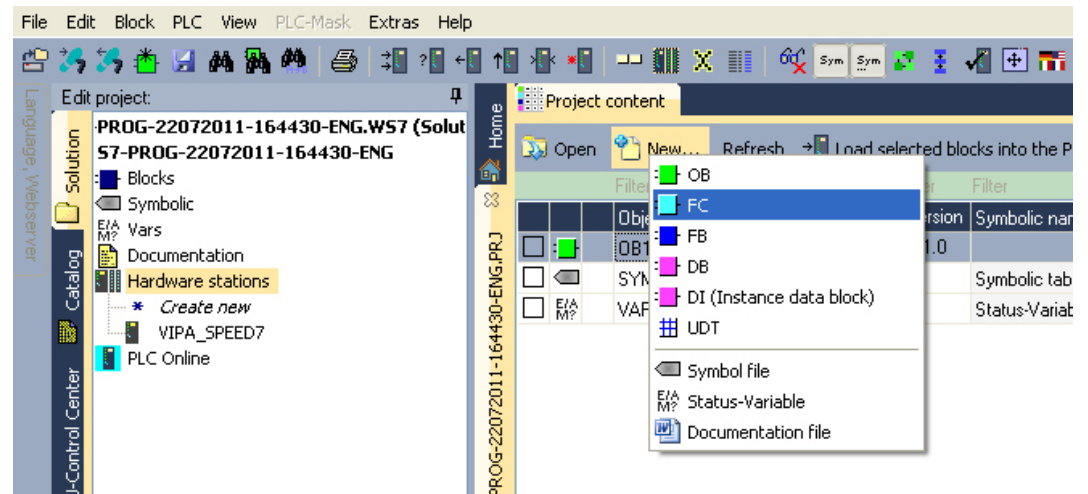 File Edit Block PLC View PLC-Mask Extras Help
Sym Sym
Language, Webserver
Edit project:
Solution
Catalog
PROG-22072011-164430-ENG.WS7 (Solut
S7-PROG-22072011-164430-ENG
Blocks
Symbolic
E/A M? Vars
Documentation
Hardware stations
* Create new
VIPA_SPEED7
PLC Online
Home
PROG-22072011-164430-ENG.PRJ
Project content
Open New... Refresh Load selected blocks into the P
Filter Filter
Obje rsion Symbolic nar
OB1 1.0
SYM Symbolic tab
E/A M? VAR Status-Variab
OB
FC
FB
DB
DI (Instance data block)
UDT
Symbol file
E/A M? Status-Variable
Documentation file
-Control Center